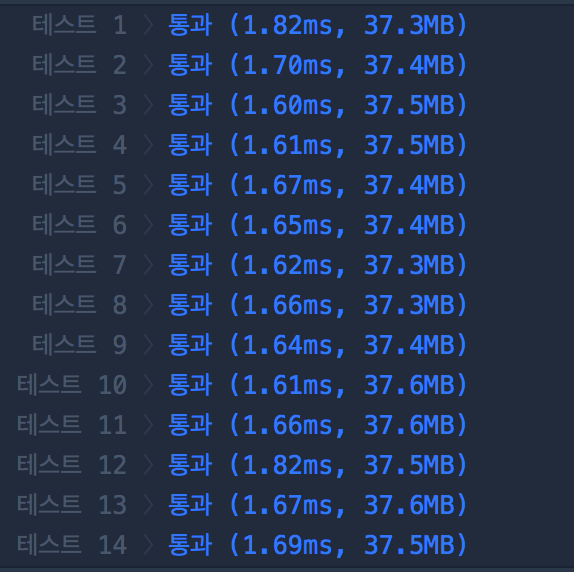 테스트 1 > 통과 (1.82ms, 37.3MB)
테스트 2 > 통과 (1.70ms, 37.4MB)
테스트 3 > 통과 (1.60ms, 37.5MB)
테스트 4 > 통과 (1.61ms, 37.5MB)
테스트 5 > 통과 (1.67ms, 37.4MB)
테스트 6 > 통과 (1.65ms, 37.4MB)
테스트 7 > 통과 (1.62ms, 37.3MB)
테스트 8 > 통과 (1.66ms, 37.3MB)
테스트 9 > 통과 (1.64ms, 37.4MB)
테스트 10 > 통과 (1.61ms, 37.6MB)
테스트 11 > 통과 (1.66ms, 37.6MB)
테스트 12 > 통과 (1.82ms, 37.5MB)
테스트 13 > 통과 (1.67ms, 37.6MB)
테스트 14 > 통과 (1.69ms, 37.5MB)